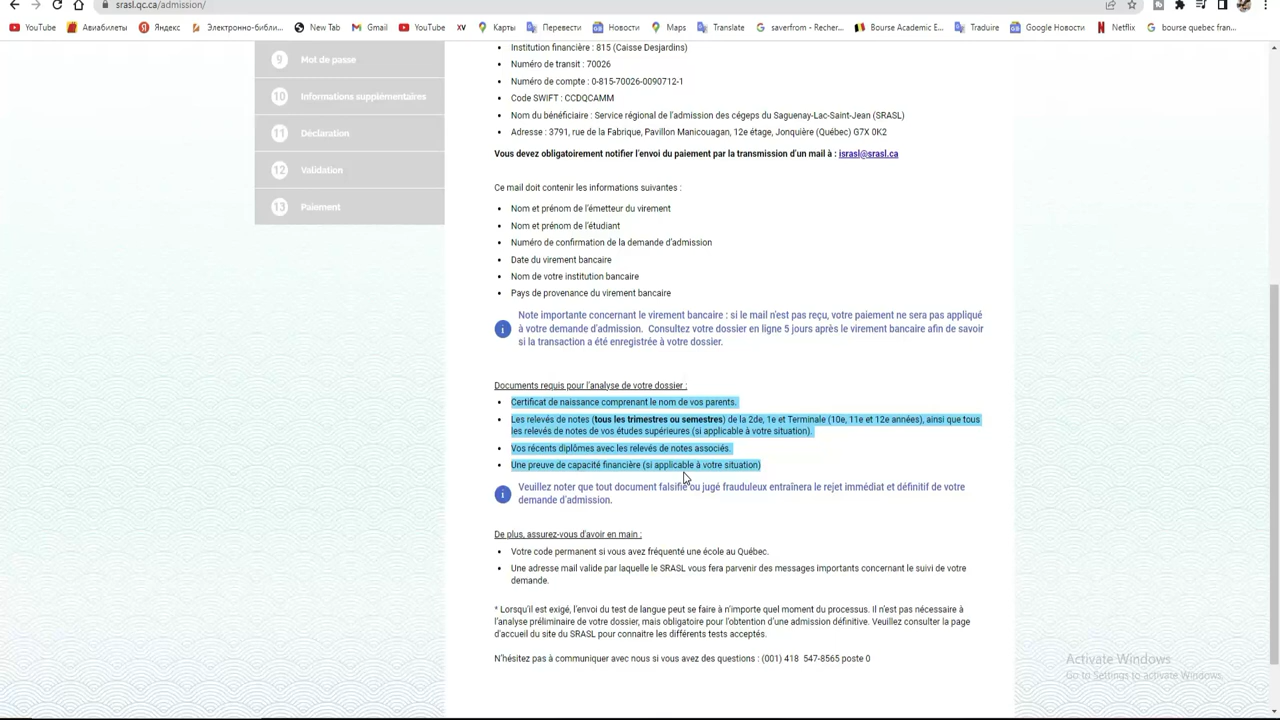 srasl.qc.ca/admission/
YouTube Авиабилеты Яндекс Электронно-библи... New Tab Gmail YouTube XV Карты Перевести Новости Maps Translate saverfrom - Recher... Bourse Academic E... Traduire Google Новости Netflix bourse quebec fran...
9 Mot de passe
10 Informations supplémentaires
11 Déclaration
12 Validation
13 Paiement
Institution financière : 815 (Caisse Desjardins)
Numéro de transit : 70026
Numéro de compte : 0-815-70026-0090712-1
Code SWIFT : CCDQCAMM
Nom du bénéficiaire : Service régional de l'admission des cégeps du Saguenay-Lac-Saint-Jean (SRASL)
Adresse : 3791, rue de la Fabrique, Pavillon Manicouagan, 12e étage, Jonquière (Québec) G7X 0K2
Vous devez obligatoirement notifier l'envoi du paiement par la transmission d'un mail à : israsl@srasl.ca
Ce mail doit contenir les informations suivantes :
Nom et prénom de l'émetteur du virement
Nom et prénom de l'étudiant
Numéro de confirmation de la demande d'admission
Date du virement bancaire
Nom de votre institution bancaire
Pays de provenance du virement bancaire
Note importante concernant le virement bancaire : si le mail n'est pas reçu, votre paiement ne sera pas appliqué
à votre demande d'admission. Consultez votre dossier en ligne 5 jours après le virement bancaire afin de savoir
si la transaction a été enregistrée à votre dossier.
Documents requis pour l'analyse de votre dossier :
Certificat de naissance comprenant le nom de vos parents.
Les relevés de notes (tous les trimestres ou semestres) de la 2de, 1e et Terminale (10e, 11e et 12e années), ainsi que tous
les relevés de notes de vos études supérieures (si applicable à votre situation).
Vos récents diplômes avec les relevés de notes associés.
Une preuve de capacité financière (si applicable à votre situation)
Veuillez noter que tout document falsifié ou jugé frauduleux entraînera le rejet immédiat et définitif de votre
demande d'admission.
De plus, assurez-vous d'avoir en main :
Votre code permanent si vous avez fréquenté une école au Québec.
Une adresse mail valide par laquelle le SRASL vous fera parvenir des messages importants concernant le suivi de votre
demande.
* Lorsqu'il est exigé, l'envoi du test de langue peut se faire à n'importe quel moment du processus. Il n'est pas nécessaire à
l'analyse préliminaire de votre dossier, mais obligatoire pour l'obtention d'une admission définitive. Veuillez consulter la page
d'accueil du site du SRASL pour connaitre les différents tests acceptés.
N'hésitez pas à communiquer avec nous si vous avez des questions : (001) 418 547-8565 poste 0
Activate Windows
Go to Settings to activate Windows.